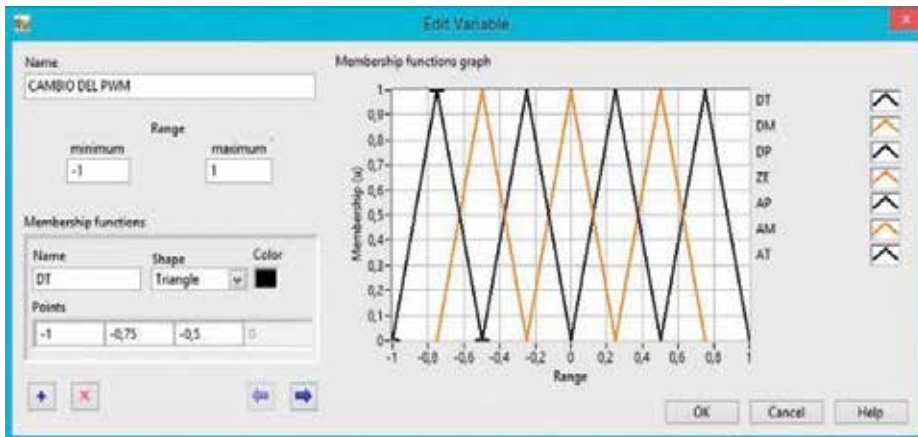 Edit Variable
Name
CAMBIO DEL PWM
Range
minimum
maximum
-1
1
Membership functions
Name
Shape
Color
DT
Triangle
Points
-1
-0,75
-0,5
0
Membership functions graph
Membership (u)
1
0,9
0,8
0,7
0,6
0,5
0,4
0,3
0,2
0,1
0
-1 -0,8 -0,6 -0,4 -0,2 0 0,2 0,4 0,6 0,8 1
Range
DT
DM
DP
ZE
AP
AM
AT
OK
Cancel
Help